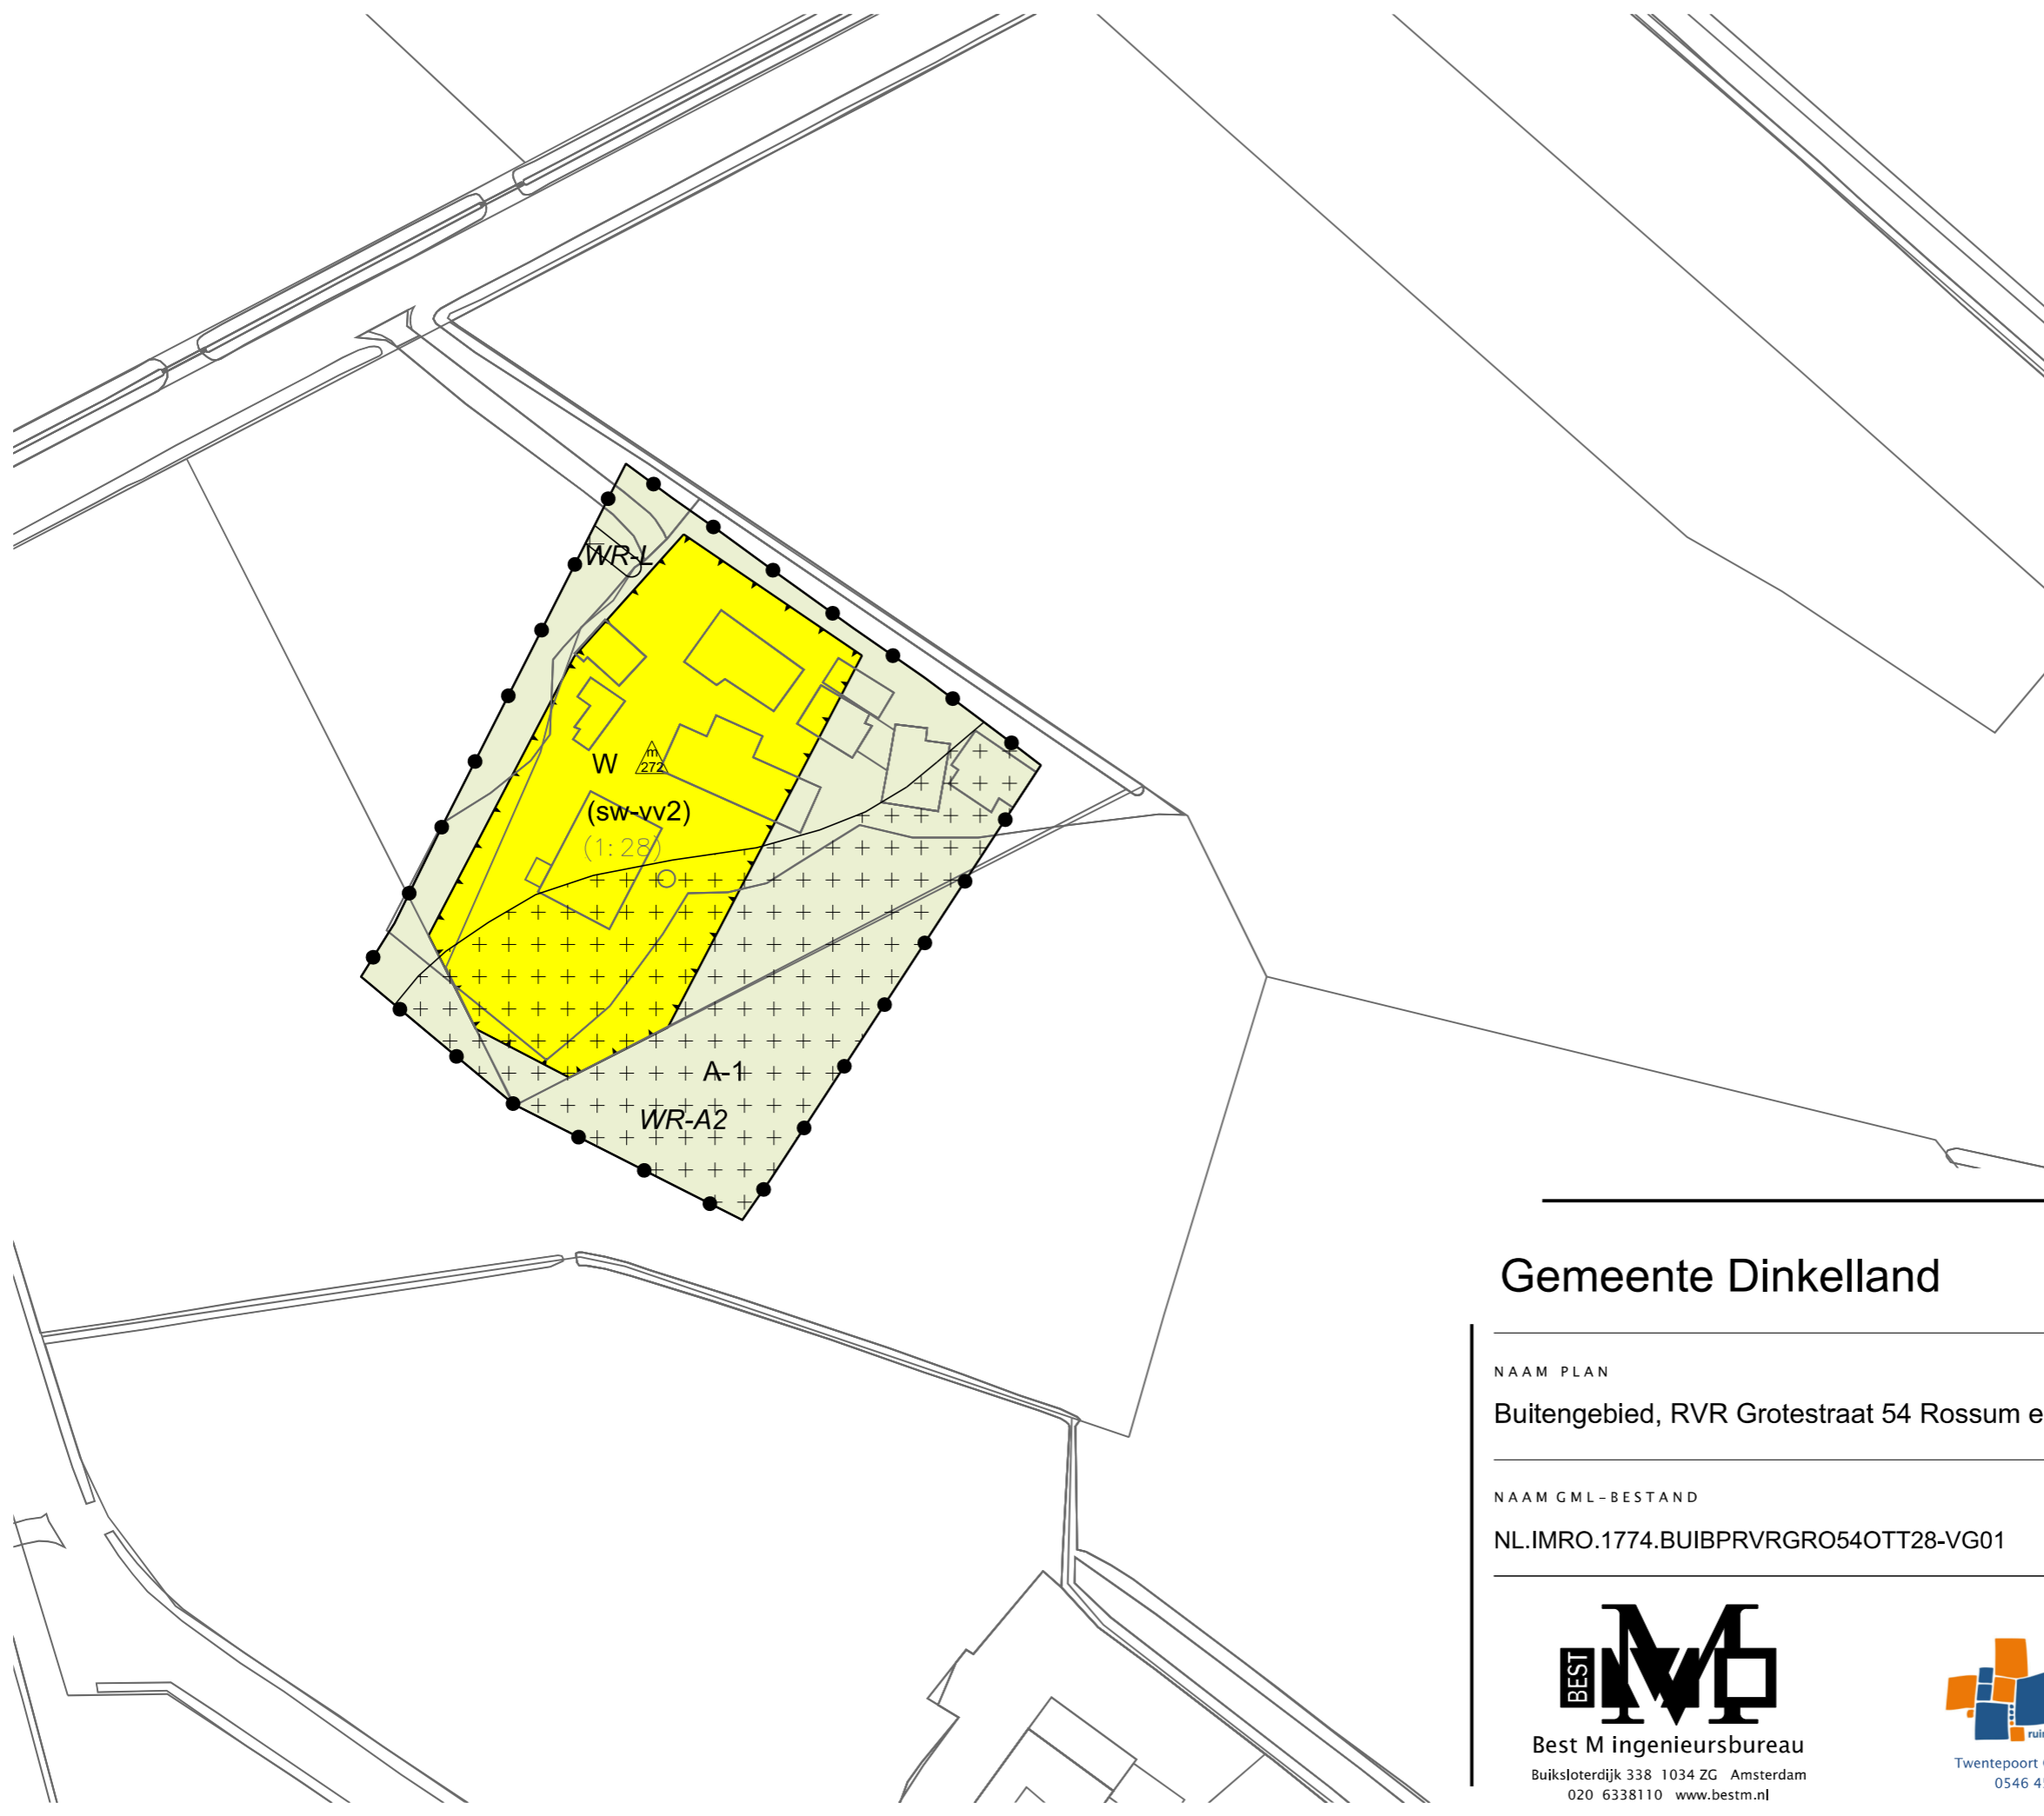 WR-L
W
m
272
(sw-vv2)
(1: 28)
A-1
WR-A2
Gemeente Dinkelland
NAAM PLAN
Buitengebied, RVR Grotestraat 54 Rossum e
NAAM GML-BESTAND
NL.IMRO.1774.BUIBPRVRGRO54OTT28-VG01
BEST
Best M ingenieursbureau
Buiksloterdijk 338 1034 ZG Amsterdam
020 6338110 www.bestm.nl
Twentepoort
0546 4